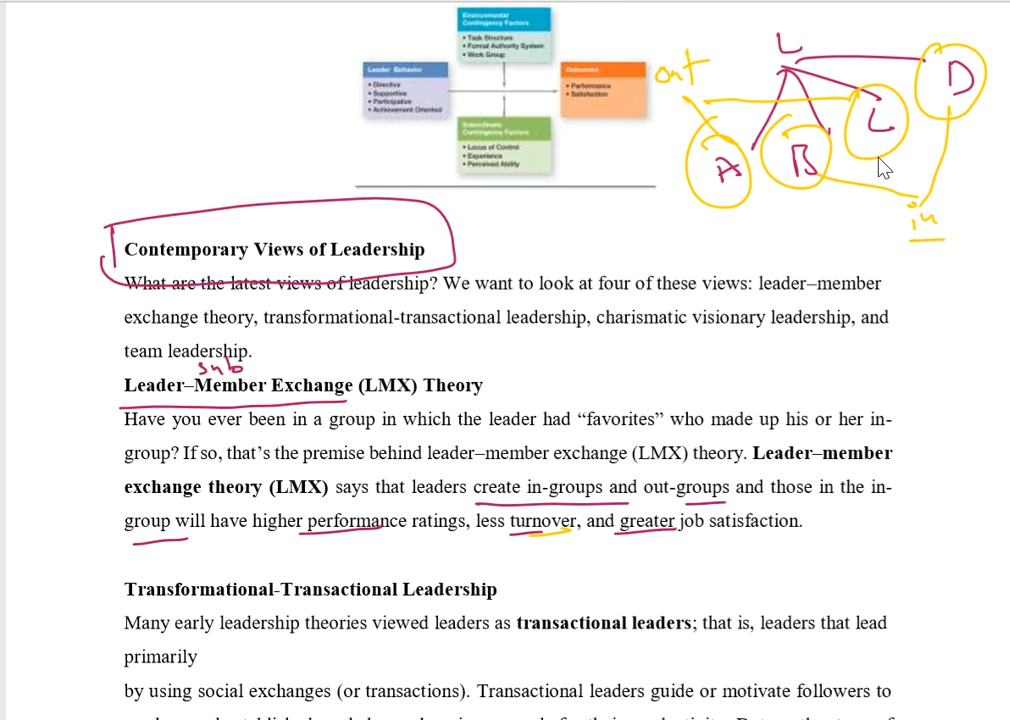 Environmental
Contingency Factors
• Task Structure
• Formal Authority System
• Work Group
Leader Behavior
• Directive
• Supportive
• Participative
• Achievement Oriented
Outcomes
• Performance
• Satisfaction
Subordinate
Contingency Factors
• Locus of Control
• Experience
• Perceived Ability
L
out
D
L
A
B
in
Contemporary Views of Leadership
What are the latest views of leadership? We want to look at four of these views: leader–member
exchange theory, transformational-transactional leadership, charismatic visionary leadership, and
team leadership.
sub
Leader–Member Exchange (LMX) Theory
Have you ever been in a group in which the leader had “favorites” who made up his or her in-
group? If so, that’s the premise behind leader–member exchange (LMX) theory. Leader–member
exchange theory (LMX) says that leaders create in-groups and out-groups and those in the in-
group will have higher performance ratings, less turnover, and greater job satisfaction.
Transformational-Transactional Leadership
Many early leadership theories viewed leaders as transactional leaders; that is, leaders that lead
primarily
by using social exchanges (or transactions). Transactional leaders guide or motivate followers to